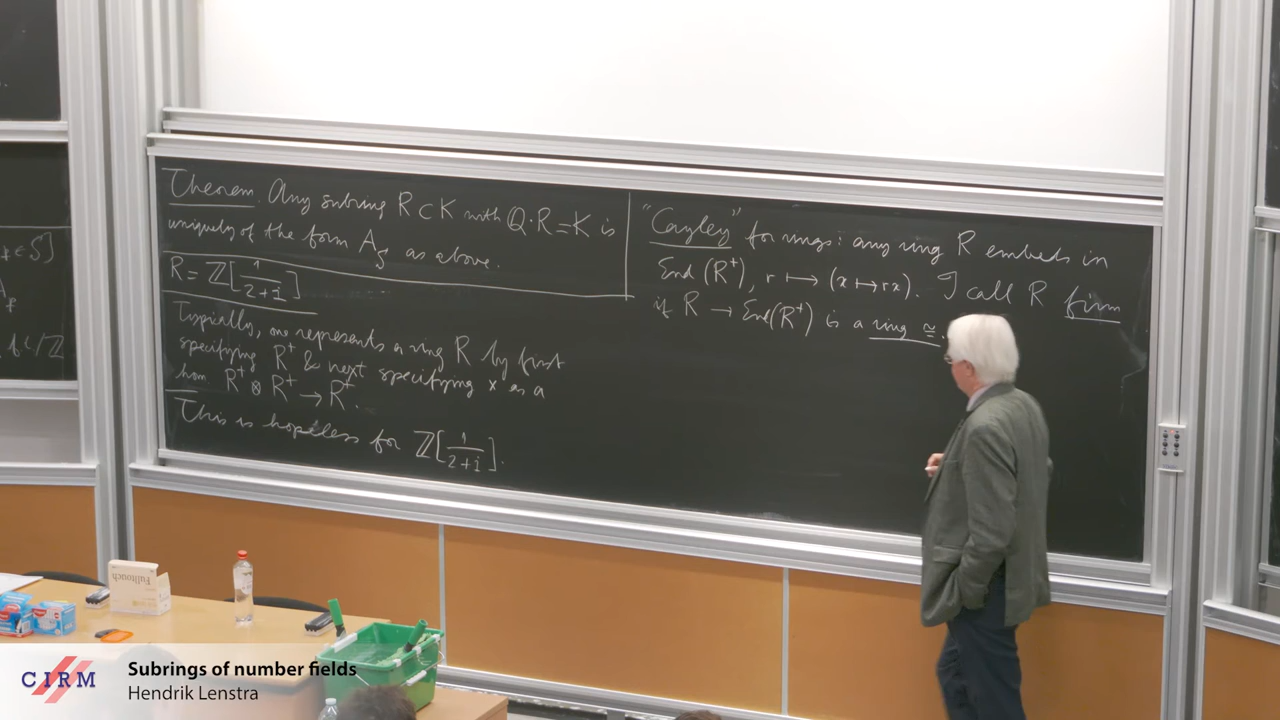 Theorem. Any subring R ⊂ K with Q·R=K is
uniquely of the form A_S as above.
R = ℤ[1/(2+i)]
Typically, one represents a ring R by first
specifying R⁺ & next specifying × as a
hom. R⁺ ⊗ R⁺ → R⁺.
This is hopeless for ℤ[1/(2+i)].
"Cayley" for rings: any ring R embeds in
End (R⁺), r ↦ (x ↦ rx). I call R firm
if R → End(R⁺) is a ring ≅.
∈ S}
Fulltouch
CIRM
Subrings of number fields
Hendrik Lenstra